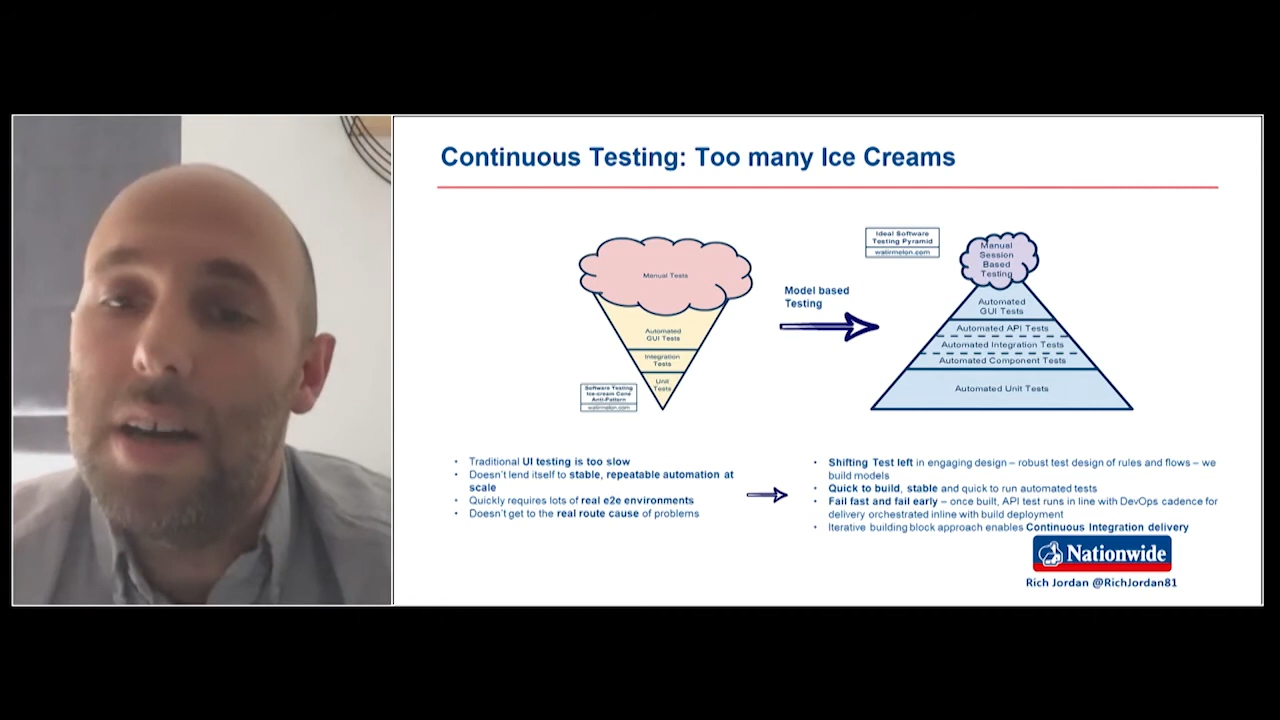 Continuous Testing: Too many Ice Creams
Manual Tests
Automated
GUI Tests
Integration
Tests
Unit
Tests
Software Testing
Ice-cream Cone
Anti-Pattern
watirmelon.com
Model based
Testing
Ideal Software
Testing Pyramid
watirmelon.com
Manual
Session
Based
Testing
Automated
GUI Tests
Automated API Tests
Automated Integration Tests
Automated Component Tests
Automated Unit Tests
• Traditional UI testing is too slow
• Doesn't lend itself to stable, repeatable automation at
scale
• Quickly requires lots of real e2e environments
• Doesn't get to the real route cause of problems
• Shifting Test left in engaging design – robust test design of rules and flows – we
build models
• Quick to build, stable and quick to run automated tests
• Fail fast and fail early – once built, API test runs in line with DevOps cadence for
delivery orchestrated inline with build deployment
• Iterative building block approach enables Continuous Integration delivery
Nationwide
Rich Jordan @RichJordan81